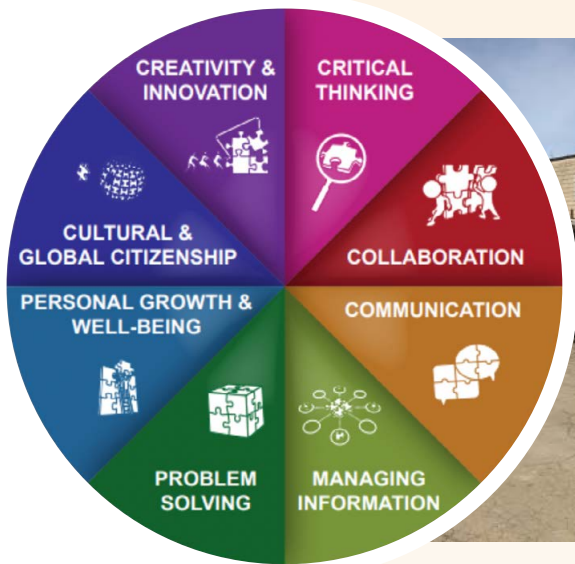 CREATIVITY &
INNOVATION
CRITICAL
THINKING
COLLABORATION
COMMUNICATION
MANAGING
INFORMATION
PROBLEM
SOLVING
PERSONAL GROWTH &
WELL-BEING
CULTURAL &
GLOBAL CITIZENSHIP